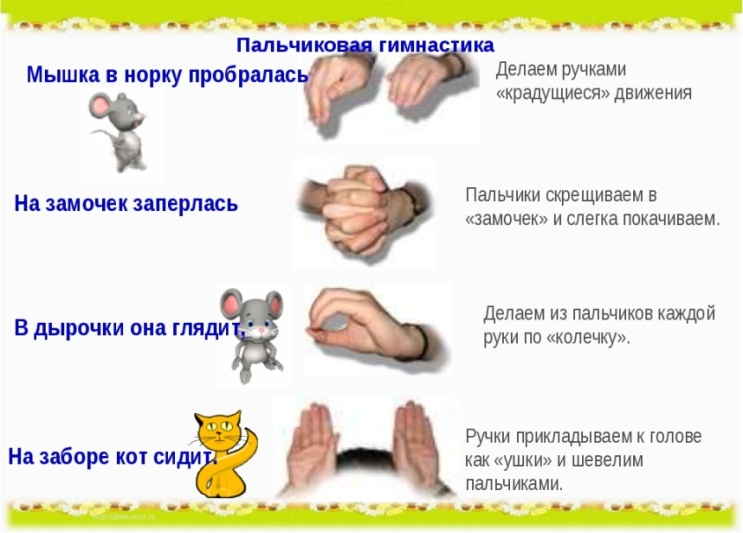 Пальчиковая гимнастика
Мышка в норку пробралась
Делаем ручками
«крадущиеся» движения
На замочек заперлась
Пальчики скрещиваем в
«замочек» и слегка покачиваем.
В дырочки она глядит,
Делаем из пальчиков каждой
руки по «колечку».
На заборе кот сидит.
Ручки прикладываем к голове
как «ушки» и шевелим
пальчиками.